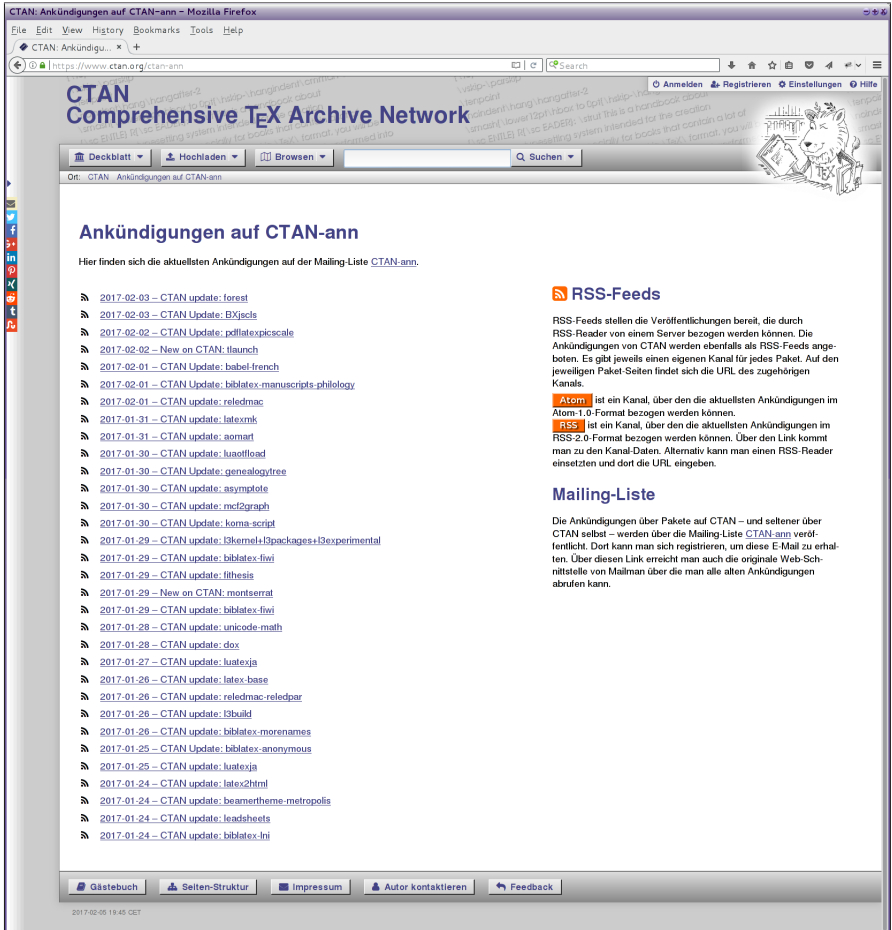 CTAN: Ankündigungen auf CTAN-ann - Mozilla Firefox
File Edit View History Bookmarks Tools Help
CTAN: Ankündigu... × +
https://www.ctan.org/ctan-ann
Search
Anmelden Registrieren Einstellungen Hilfe
CTAN
Comprehensive TEX Archive Network
Deckblatt Hochladen Browsen Suchen
Ort: CTAN Ankündigungen auf CTAN-ann
Ankündigungen auf CTAN-ann
Hier finden sich die aktuellsten Ankündigungen auf der Mailing-Liste CTAN-ann.
2017-02-03 – CTAN update: forest
2017-02-03 – CTAN Update: BXjscls
2017-02-02 – CTAN Update: pdflatexpicscale
2017-02-02 – New on CTAN: tlaunch
2017-02-01 – CTAN Update: babel-french
2017-02-01 – CTAN Update: biblatex-manuscripts-philology
2017-02-01 – CTAN update: reledmac
2017-01-31 – CTAN update: latexmk
2017-01-31 – CTAN update: aomart
2017-01-30 – CTAN update: luaotfload
2017-01-30 – CTAN Update: genealogytree
2017-01-30 – CTAN update: asymptote
2017-01-30 – CTAN update: mcf2graph
2017-01-30 – CTAN Update: koma-script
2017-01-29 – CTAN update: l3kernel+l3packages+l3experimental
2017-01-29 – CTAN update: biblatex-fiwi
2017-01-29 – CTAN update: fithesis
2017-01-29 – New on CTAN: montserrat
2017-01-29 – CTAN update: biblatex-fiwi
2017-01-28 – CTAN update: unicode-math
2017-01-28 – CTAN update: dox
2017-01-27 – CTAN update: luatexja
2017-01-26 – CTAN update: latex-base
2017-01-26 – CTAN update: reledmac-reledpar
2017-01-26 – CTAN update: l3build
2017-01-26 – CTAN update: biblatex-morenames
2017-01-25 – CTAN Update: biblatex-anonymous
2017-01-25 – CTAN update: luatexja
2017-01-24 – CTAN update: latex2html
2017-01-24 – CTAN update: beamertheme-metropolis
2017-01-24 – CTAN update: leadsheets
2017-01-24 – CTAN update: biblatex-lni
RSS-Feeds
RSS-Feeds stellen die Veröffentlichungen bereit, die durch
RSS-Reader von einem Server bezogen werden können. Die
Ankündigungen von CTAN werden ebenfalls als RSS-Feeds ange-
boten. Es gibt jeweils einen eigenen Kanal für jedes Paket. Auf den
jeweiligen Paket-Seiten findet sich die URL des zugehörigen
Kanals.
Atom ist ein Kanal, über den die aktuellsten Ankündigungen im
Atom-1.0-Format bezogen werden können.
RSS ist ein Kanal, über den die aktuellsten Ankündigungen im
RSS-2.0-Format bezogen werden können. Über den Link kommt
man zu den Kanal-Daten. Alternativ kann man einen RSS-Reader
einsetzten und dort die URL eingeben.
Mailing-Liste
Die Ankündigungen über Pakete auf CTAN – und seltener über
CTAN selbst – werden über die Mailing-Liste CTAN-ann veröf-
fentlicht. Dort kann man sich registrieren, um diese E-Mail zu erhal-
ten. Über diesen Link erreicht man auch die originale Web-Sch-
nittstelle von Mailman über die man alle alten Ankündigungen
abrufen kann.
Gästebuch Seiten-Struktur Impressum Autor kontaktieren Feedback
2017-02-05 19:45 CET